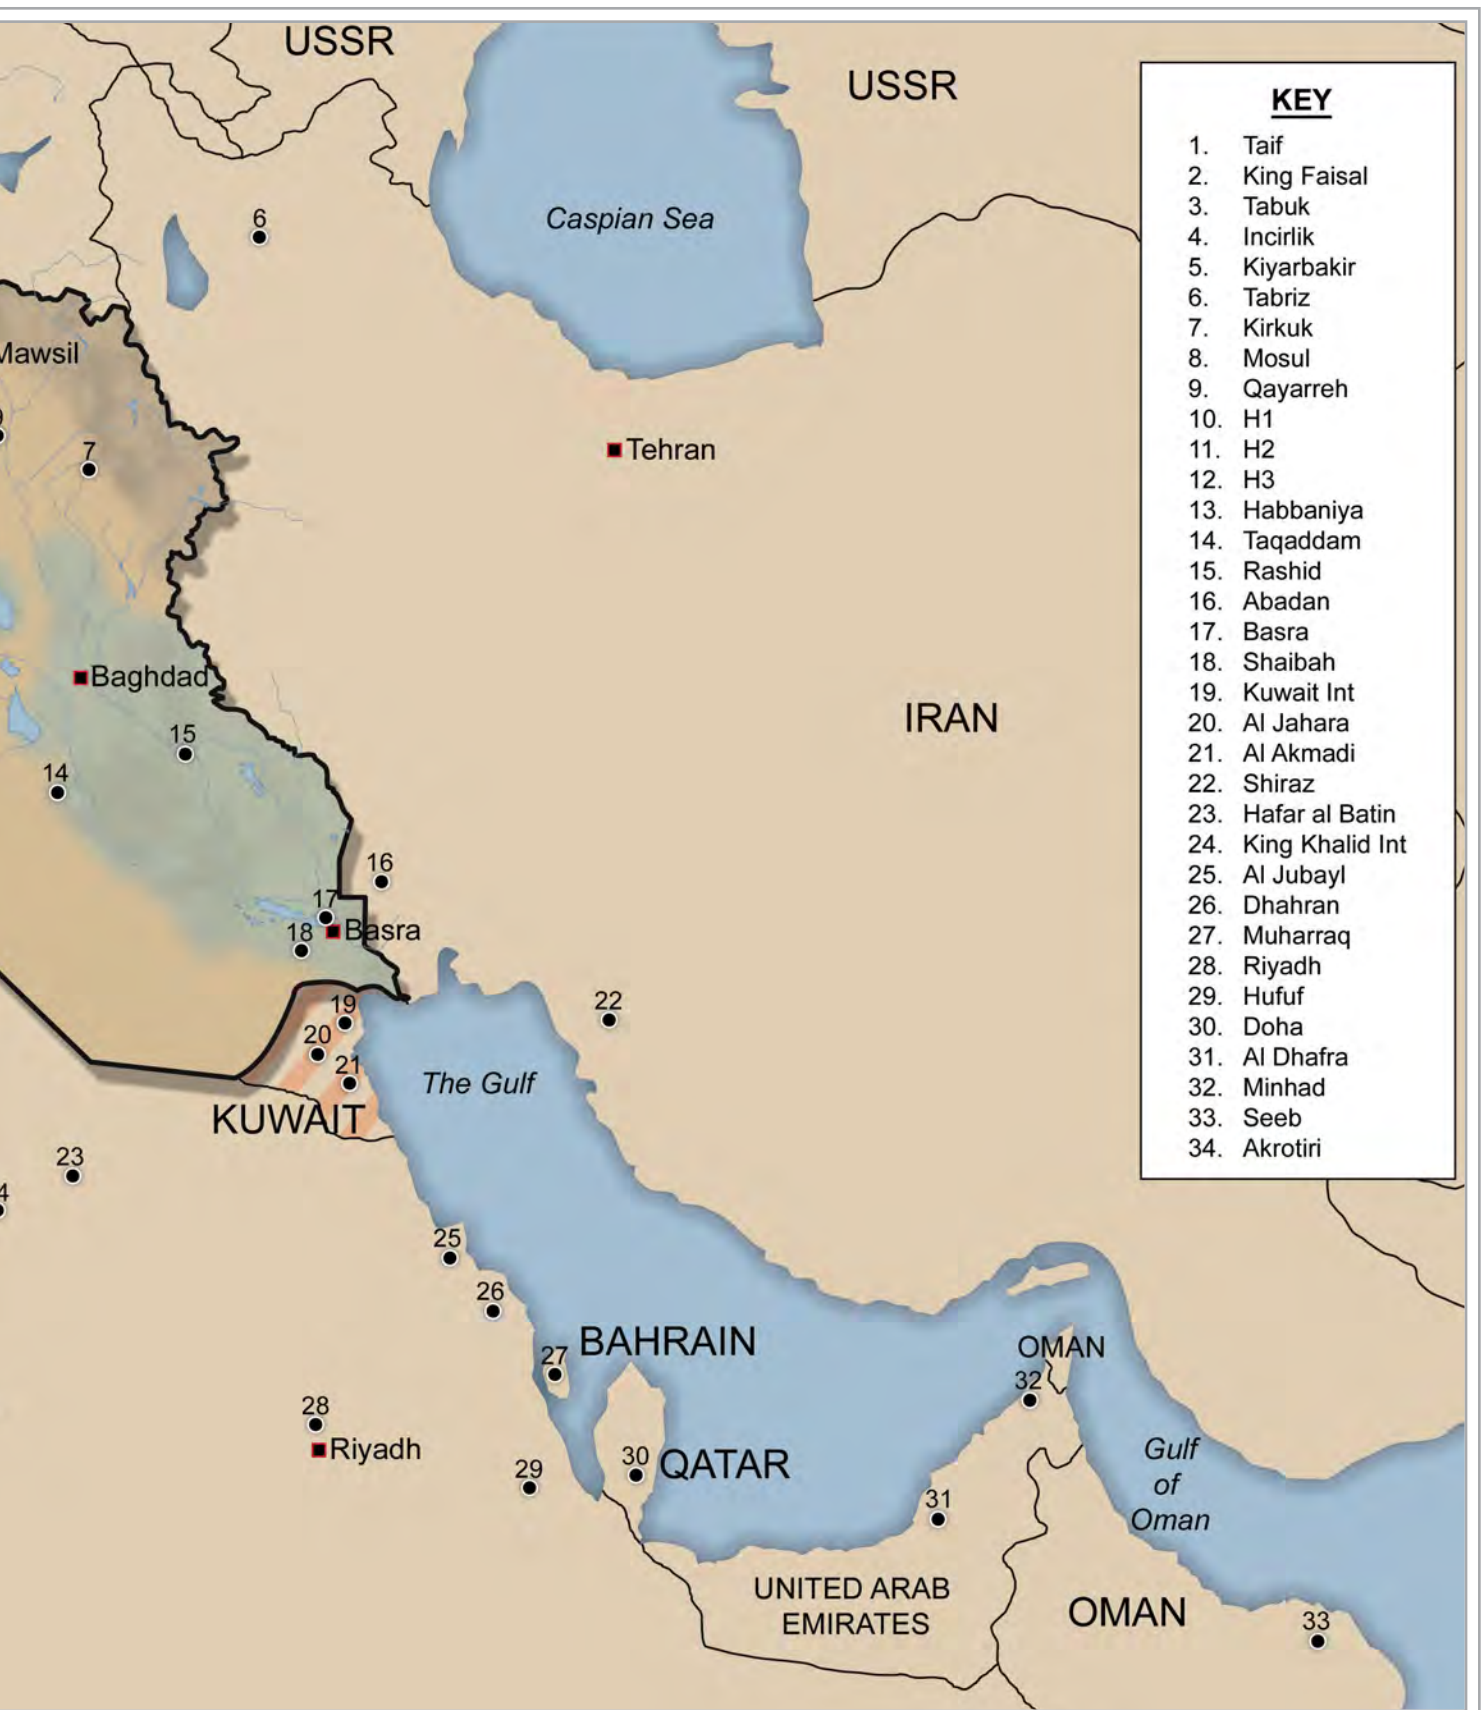 USSR
USSR
Caspian Sea
6
Mawsil
9
7
Tehran
Baghdad
IRAN
15
14
16
17
Basra
18
19
22
20
21
The Gulf
KUWAIT
23
4
25
26
BAHRAIN
27
OMAN
32
28
Riyadh
30
QATAR
29
31
Gulf
of
Oman
UNITED ARAB
EMIRATES
OMAN
33
KEY
1. Taif
2. King Faisal
3. Tabuk
4. Incirlik
5. Kiyarbakir
6. Tabriz
7. Kirkuk
8. Mosul
9. Qayarreh
10. H1
11. H2
12. H3
13. Habbaniya
14. Taqaddam
15. Rashid
16. Abadan
17. Basra
18. Shaibah
19. Kuwait Int
20. Al Jahara
21. Al Akmadi
22. Shiraz
23. Hafar al Batin
24. King Khalid Int
25. Al Jubayl
26. Dhahran
27. Muharraq
28. Riyadh
29. Hufuf
30. Doha
31. Al Dhafra
32. Minhad
33. Seeb
34. Akrotiri